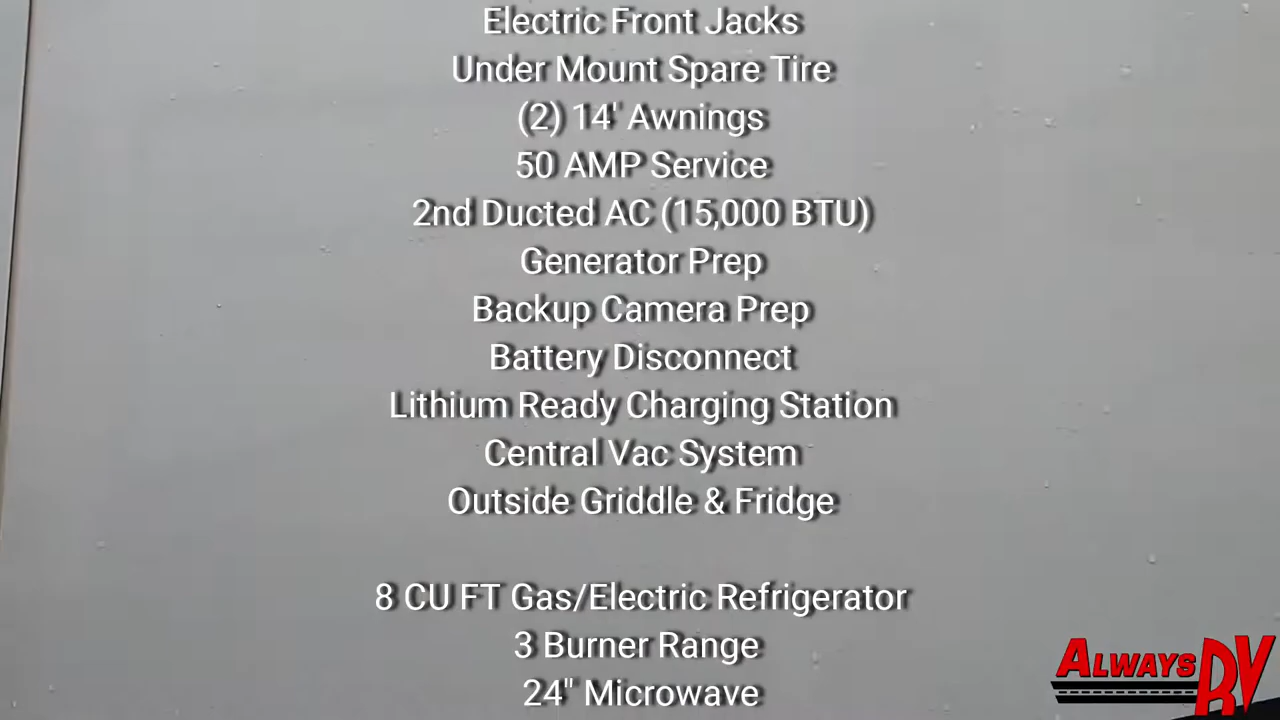 Electric Front Jacks
Under Mount Spare Tire
(2) 14' Awnings
50 AMP Service
2nd Ducted AC (15,000 BTU)
Generator Prep
Backup Camera Prep
Battery Disconnect
Lithium Ready Charging Station
Central Vac System
Outside Griddle & Fridge
8 CU FT Gas/Electric Refrigerator
3 Burner Range
24" Microwave
ALWAYS RV